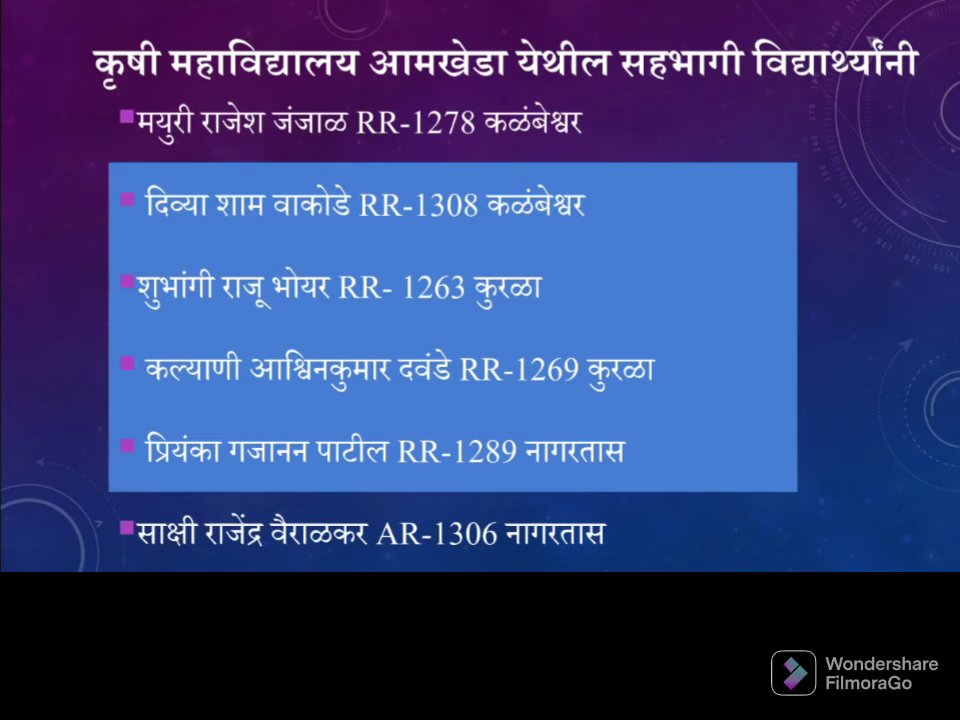 कृषी महाविद्यालय आमखेडा येथील सहभागी विद्यार्थ्यांनी
मयुरी राजेश जंजाळ RR-1278 कळंबेश्वर
दिव्या शाम वाकोडे RR-1308 कळंबेश्वर
शुभांगी राजू भोयर RR- 1263 कुरळा
कल्याणी आश्विनकुमार दवंडे RR-1269 कुरळा
प्रियंका गजानन पाटील RR-1289 नागरतास
साक्षी राजेंद्र वैराळकर AR-1306 नागरतास
Wondershare
FilmoraGo